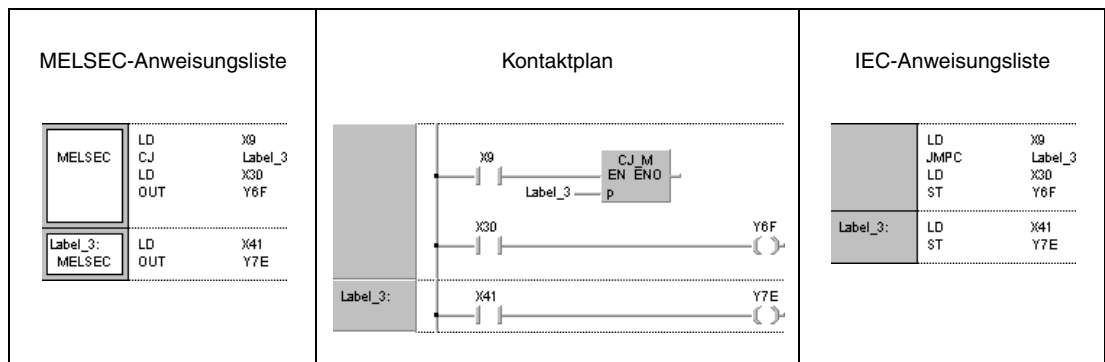 MELSEC-Anweisungsliste
MELSEC
LD X9
CJ Label_3
LD X30
OUT Y6F
Label_3:
MELSEC
LD X41
OUT Y7E
Kontaktplan
X9
CJ_M
EN ENO
Label_3
p
X30 Y6F
Label_3:
X41 Y7E
IEC-Anweisungsliste
LD X9
JMPC Label_3
LD X30
ST Y6F
Label_3:
LD X41
ST Y7E